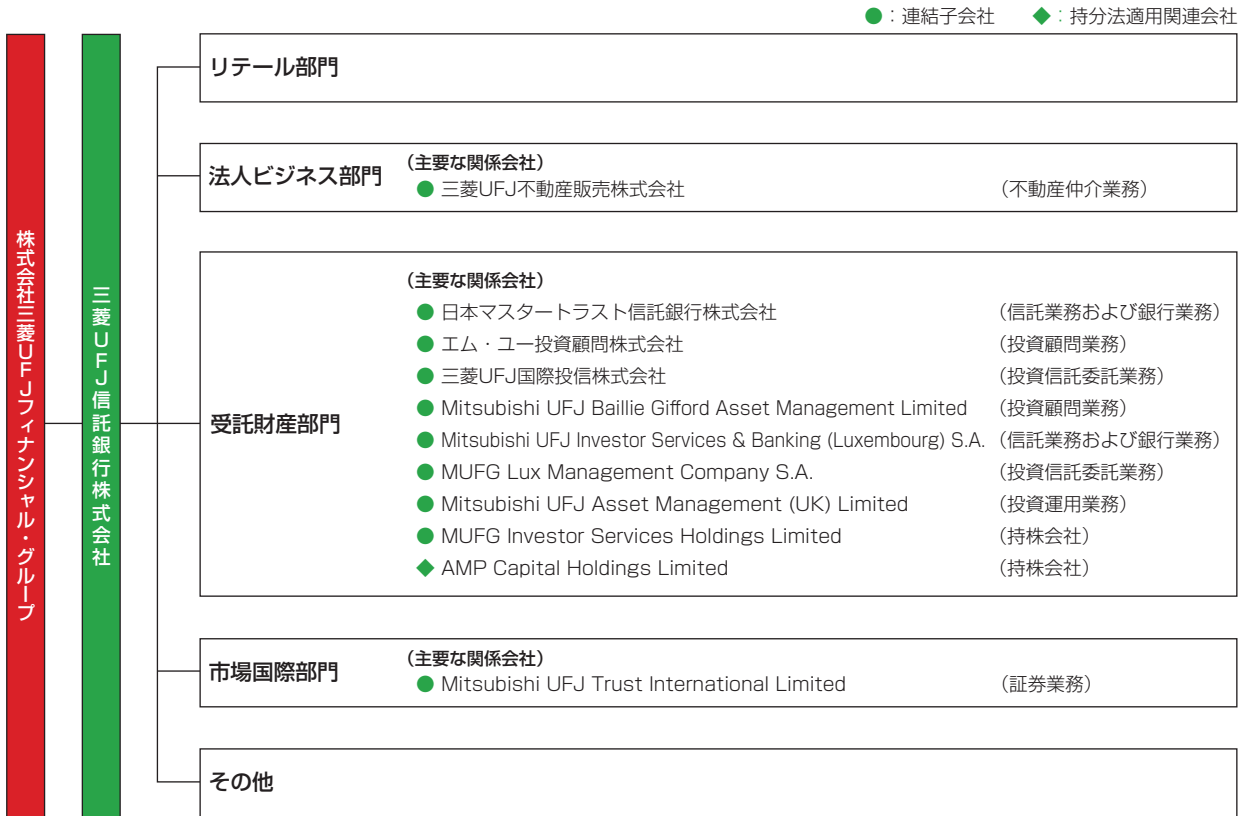 ●：連結子会社　◆：持分法適用関連会社
株式会社三菱UFJフィナンシャル・グループ
三菱UFJ信託銀行株式会社
リテール部門
法人ビジネス部門
（主要な関係会社）
● 三菱UFJ不動産販売株式会社　（不動産仲介業務）
受託財産部門
（主要な関係会社）
● 日本マスタートラスト信託銀行株式会社　（信託業務および銀行業務）
● エム・ユー投資顧問株式会社　（投資顧問業務）
● 三菱UFJ国際投信株式会社　（投資信託委託業務）
● Mitsubishi UFJ Baillie Gifford Asset Management Limited　（投資顧問業務）
● Mitsubishi UFJ Investor Services & Banking (Luxembourg) S.A.　（信託業務および銀行業務）
● MUFG Lux Management Company S.A.　（投資信託委託業務）
● Mitsubishi UFJ Asset Management (UK) Limited　（投資運用業務）
● MUFG Investor Services Holdings Limited　（持株会社）
◆ AMP Capital Holdings Limited　（持株会社）
市場国際部門
（主要な関係会社）
● Mitsubishi UFJ Trust International Limited　（証券業務）
その他